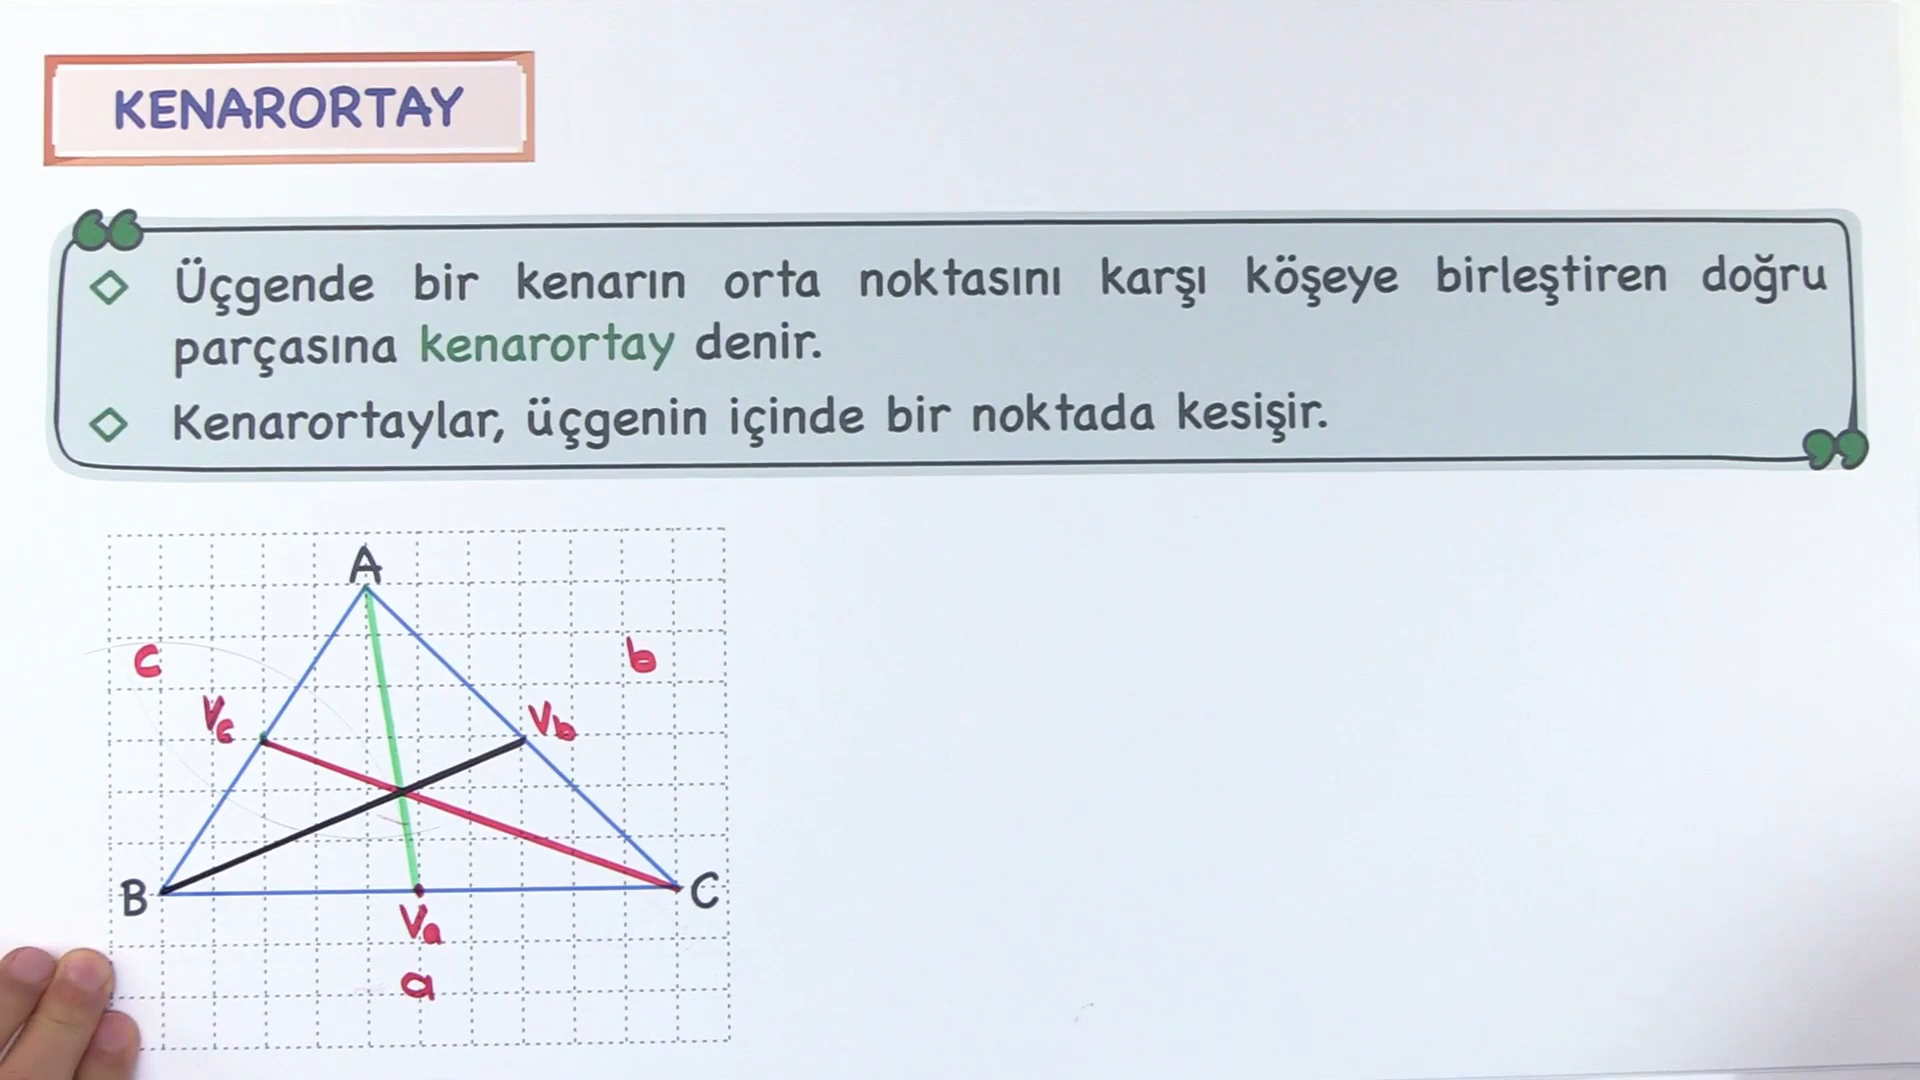 KENARORTAY
Üçgende bir kenarın orta noktasını karşı köşeye birleştiren doğru
parçasına kenarortay denir.
Kenarortaylar, üçgenin içinde bir noktada kesişir.
A
c
b
Vc
Vb
B
C
Va
a